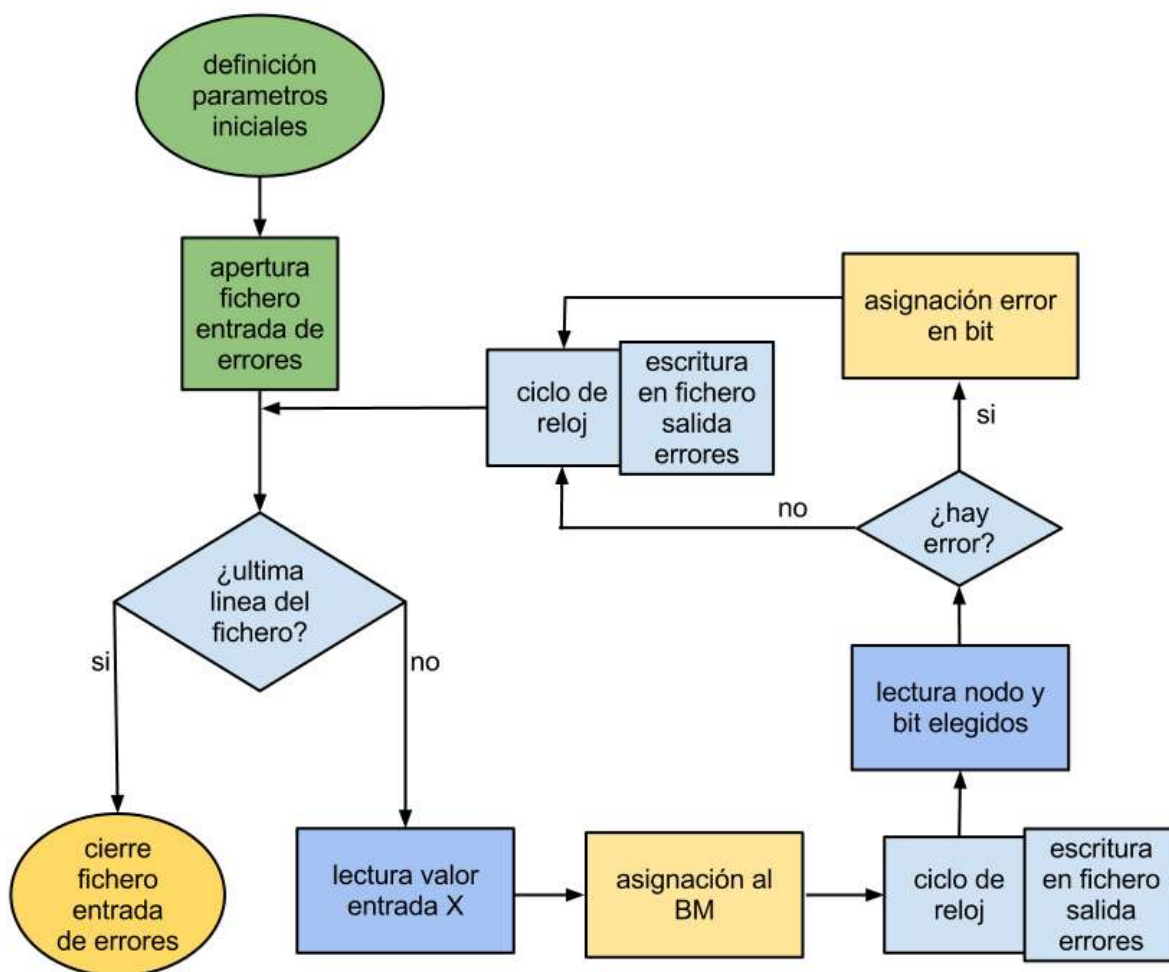 definición
parametros
iniciales
apertura
fichero
entrada de
errores
asignación error
en bit
ciclo de
reloj
escritura
en fichero
salida
errores
si
no
¿hay
error?
¿ultima
linea del
fichero?
si
no
lectura nodo y
bit elegidos
cierre
fichero
entrada
de errores
lectura valor
entrada X
asignación al
BM
ciclo de
reloj
escritura
en fichero
salida
errores